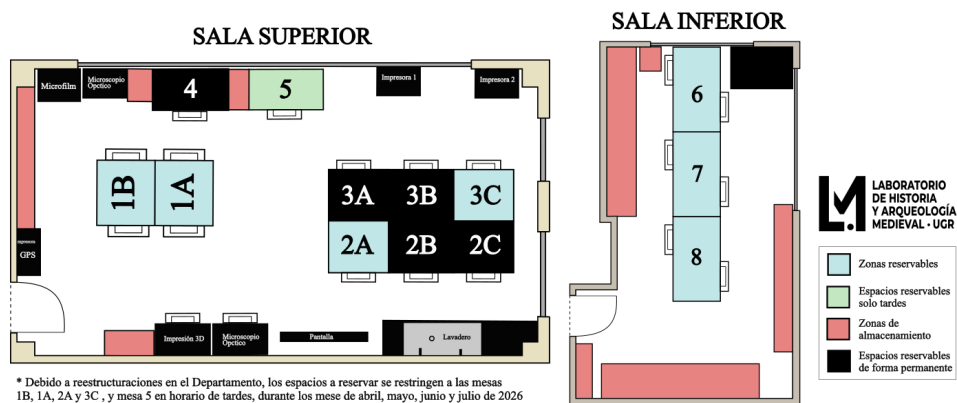 SALA SUPERIOR
SALA INFERIOR
Microfilm
Microscopio
Ópctico
4
5
Impresora 1
Impresora 2
1B
1A
3A
3B
3C
2A
2B
2C
Impresora
GPS
Impresión 3D
Microscopio
Ópctico
Pantalla
Lavadero
6
7
8
LM.
LABORATORIO
DE HISTORIA
Y ARQUEOLOGÍA
MEDIEVAL · UGR
Zonas reservables
Espacios reservables
solo tardes
Zonas de
almacenamiento
Espacios reservables
de forma permanente
* Debido a reestructuraciones en el Departamento, los espacios a reservar se restringen a las mesas
1B, 1A, 2A y 3C , y mesa 5 en horario de tardes, durante los mese de abril, mayo, junio y julio de 2026